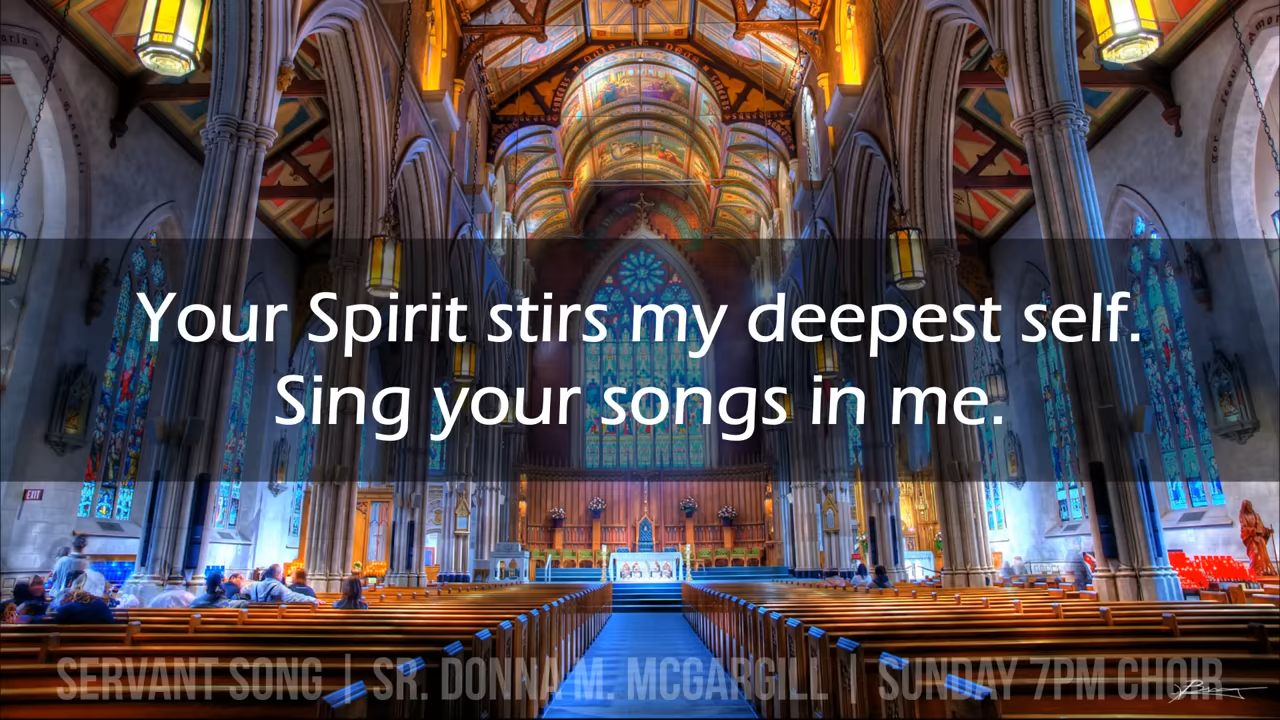 Your Spirit stirs my deepest self.
Sing your songs in me.
EXIT
SERVANT SONG | SR. DONNA M. MCGARGILL | SUNDAY 7PM CHOIR